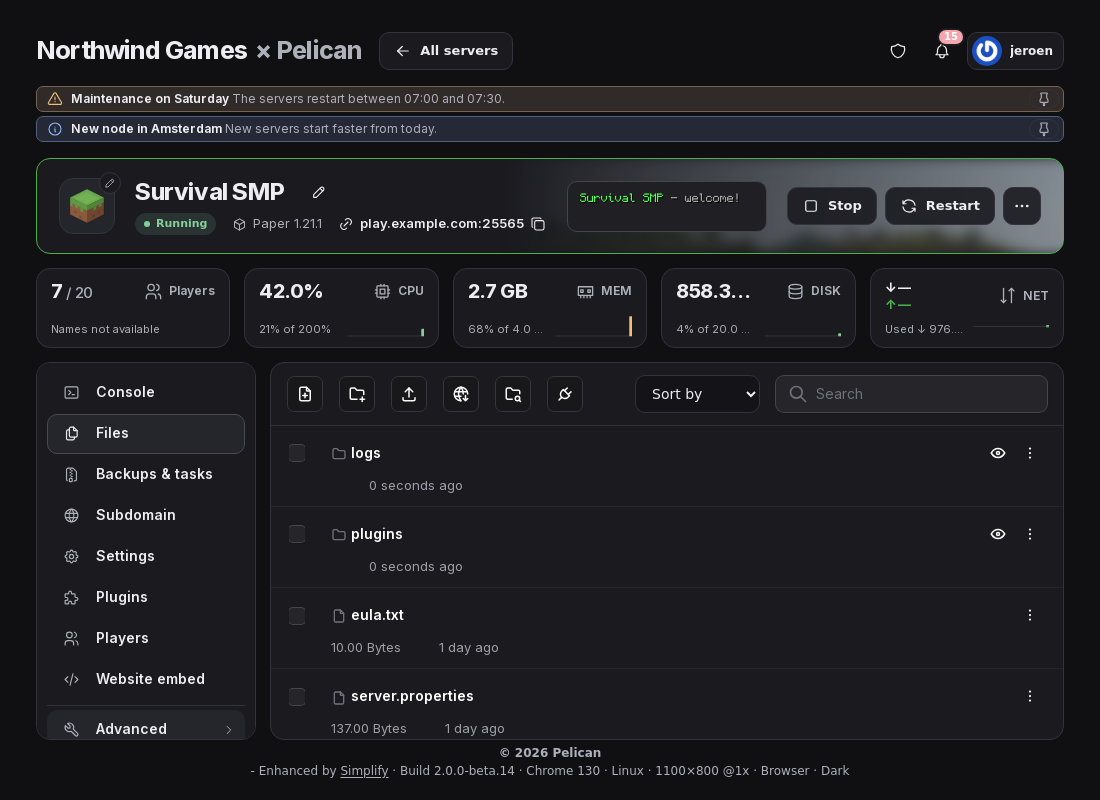 Northwind Games × Pelican
All servers
15
jeroen
Maintenance on Saturday The servers restart between 07:00 and 07:30.
New node in Amsterdam New servers start faster from today.
Survival SMP
Running
Paper 1.21.1
play.example.com:25565
Survival SMP – welcome!
Stop
Restart
7 / 20
Players
Names not available
42.0%
CPU
21% of 200%
2.7 GB
MEM
68% of 4.0 ...
858.3...
DISK
4% of 20.0 ...
↓—
↑—
NET
Used ↓ 976....
Console
Files
Backups & tasks
Subdomain
Settings
Plugins
Players
Website embed
Advanced
Sort by
Search
logs
0 seconds ago
plugins
0 seconds ago
eula.txt
10.00 Bytes 1 day ago
server.properties
137.00 Bytes 1 day ago
© 2026 Pelican
- Enhanced by Simplify · Build 2.0.0-beta.14 · Chrome 130 · Linux · 1100×800 @1x · Browser · Dark